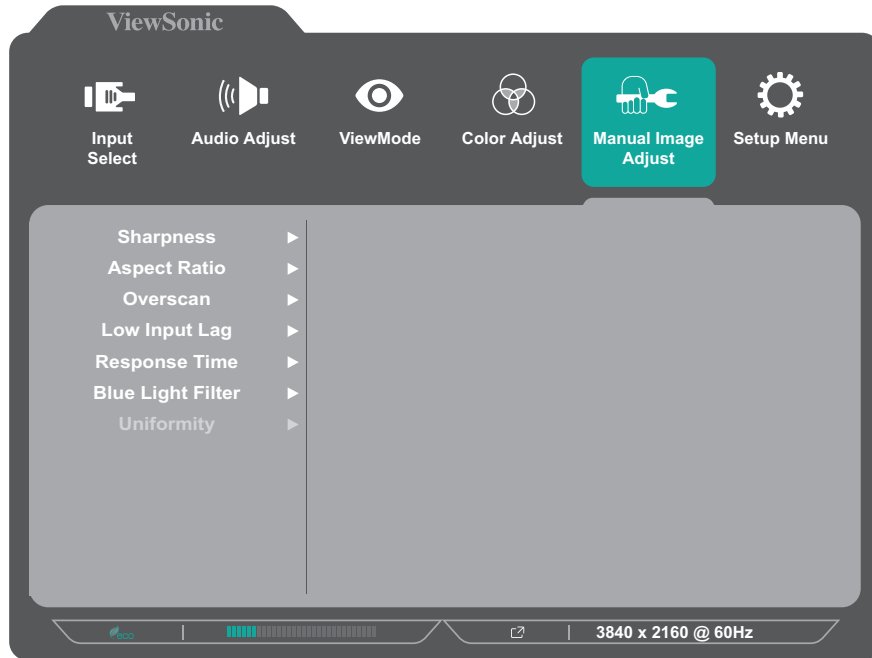 ViewSonic
Input
Select
Audio Adjust
ViewMode
Color Adjust
Manual Image
Adjust
Setup Menu
Sharpness
Aspect Ratio
Overscan
Low Input Lag
Response Time
Blue Light Filter
Uniformity
eco
3840 x 2160 @ 60Hz